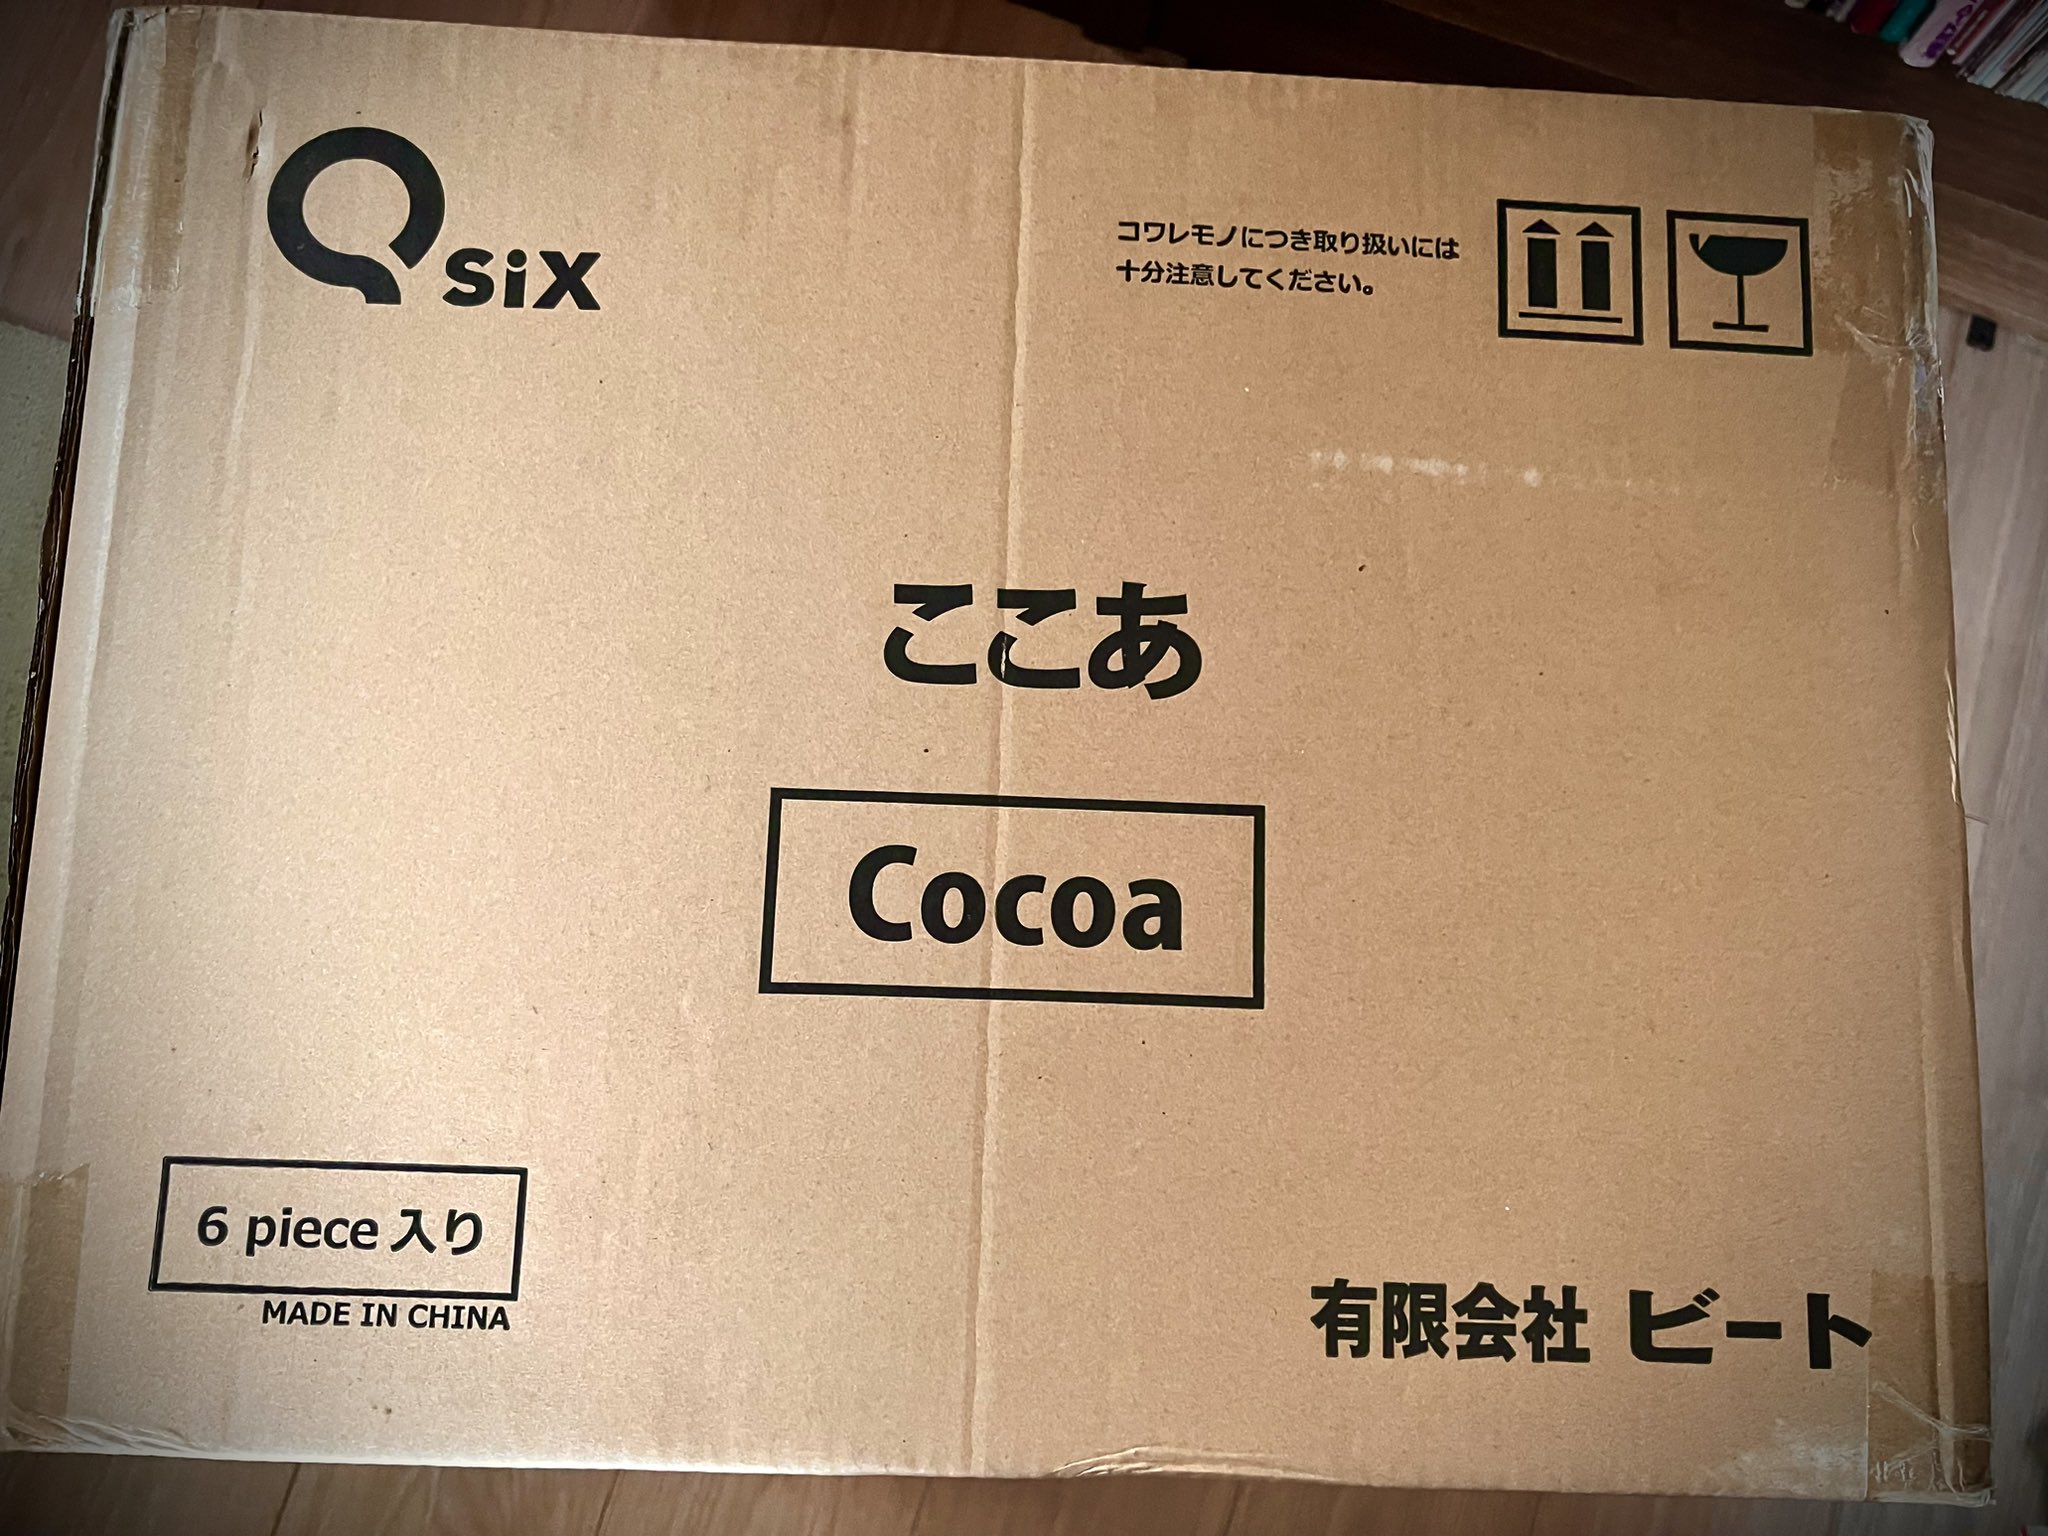 Qsix
コワレモノにつき取り扱いには
十分注意してください。
ここあ
Cocoa
6 piece 入り
MADE IN CHINA
有限会社 ビート